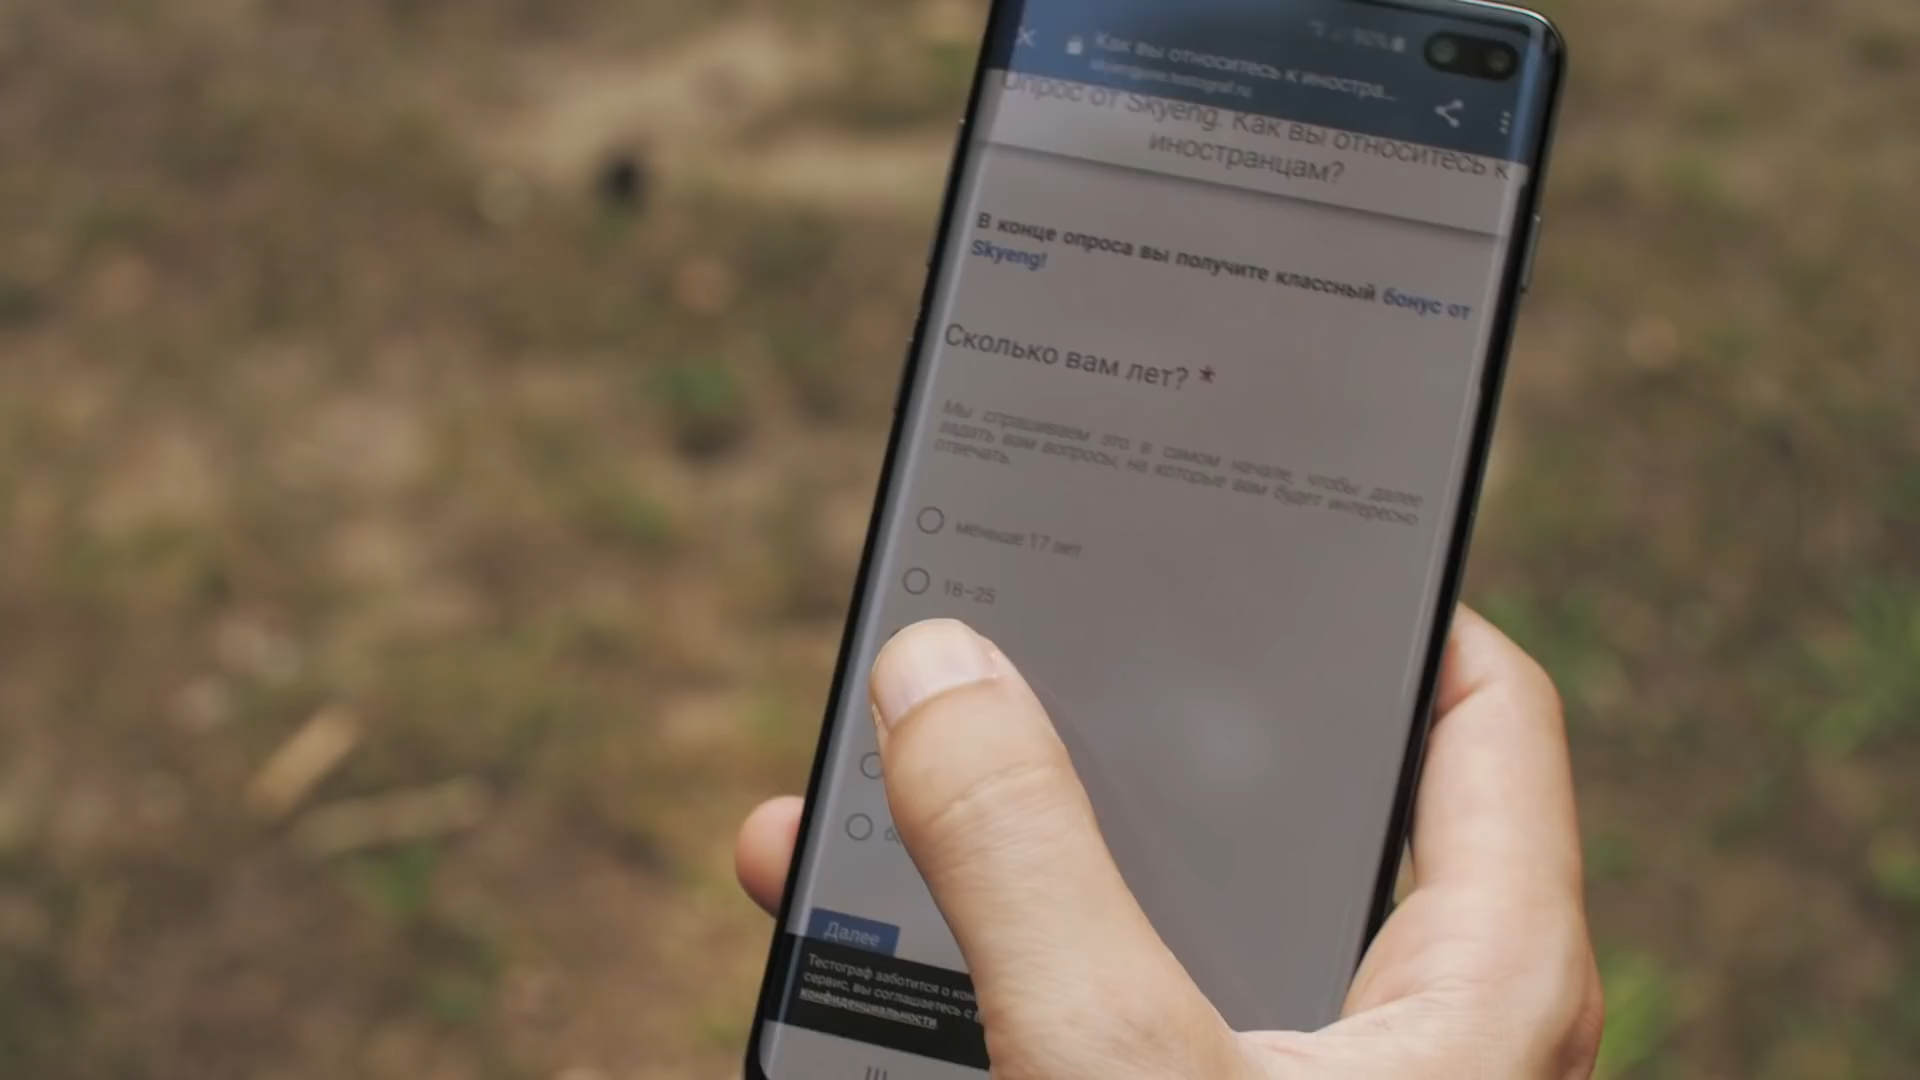 Как вы относитесь к иностра...
Опрос от Skyeng. Как вы относитесь к
иностранцам?
В конце опроса вы получите классный бонус от
Skyeng!
Сколько вам лет? *
Мы спрашиваем это в самом начале, чтобы далее
задать вам вопросы, на которые вам будет интересно
отвечать.
меньше 17 лет
18-25
Далее
Тестограф заботится о
сервис, вы соглашаетесь с
конфиденциальности